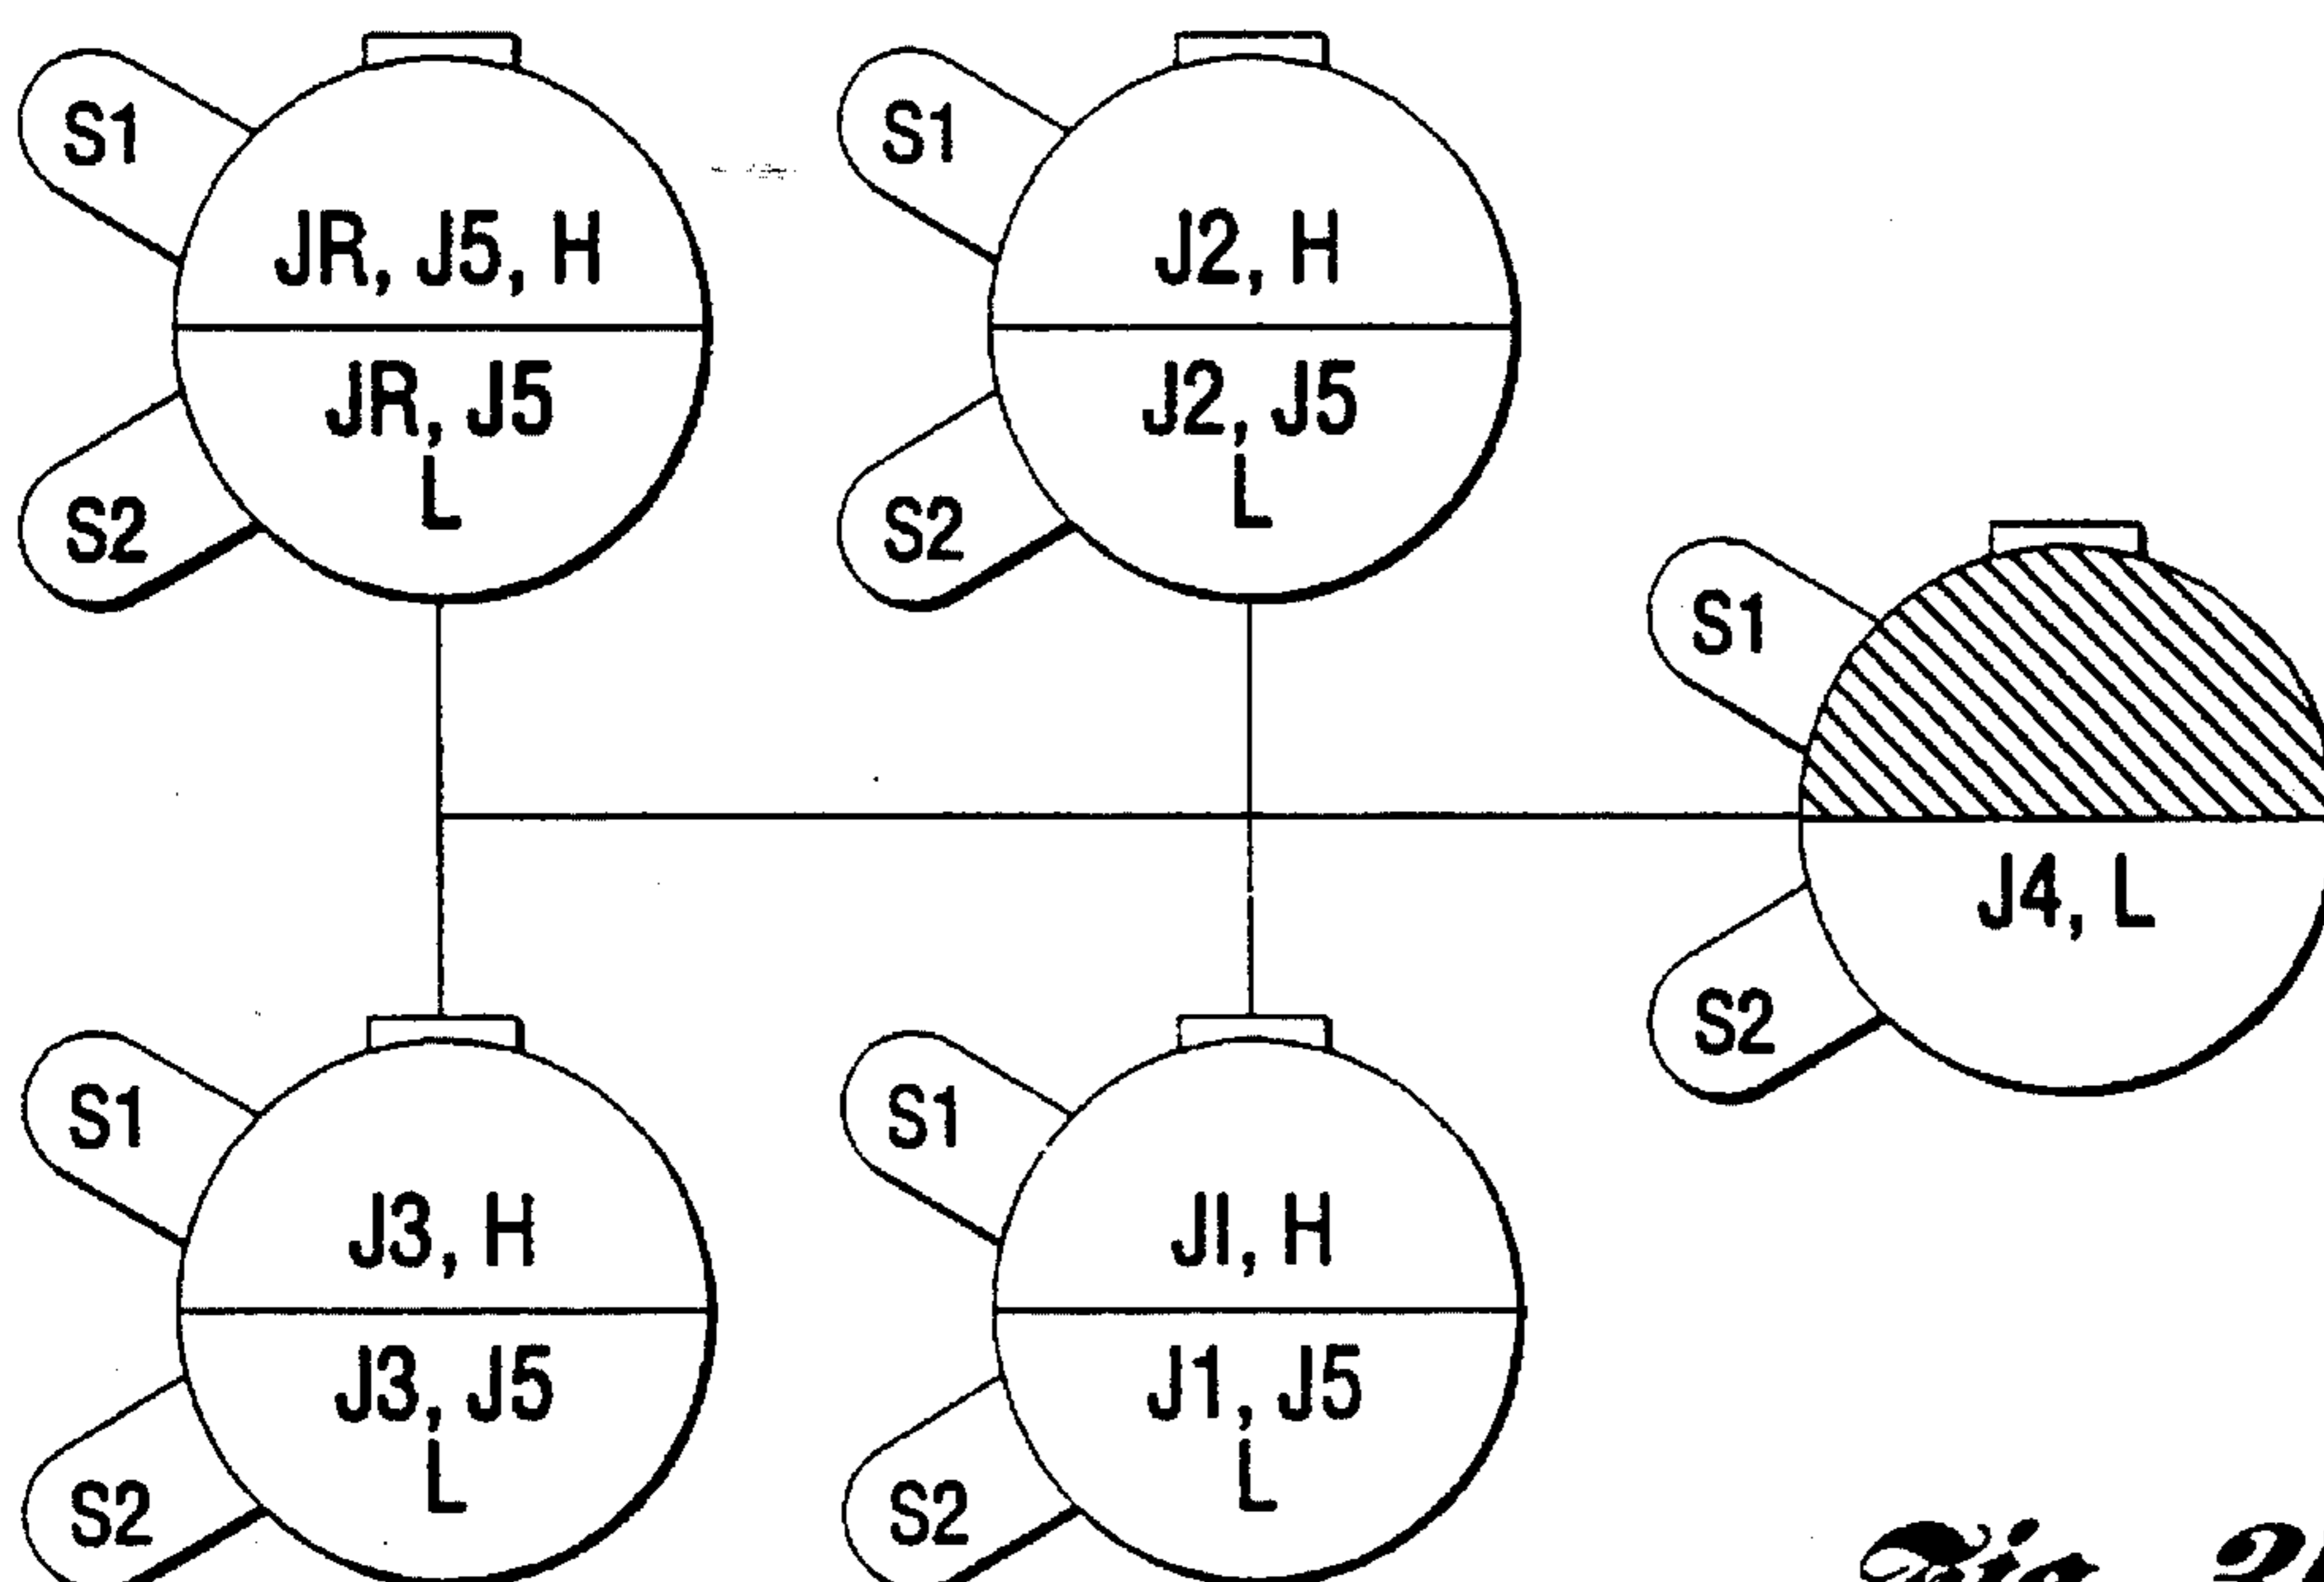 S1
JR, J5, H
JR, J5
L
S2
S1
J2, H
J2, J5
L
S2
S1
J4, L
S2
S1
J3, H
J3, J5
L
S2
S1
JI, H
J1, J5
L
S2